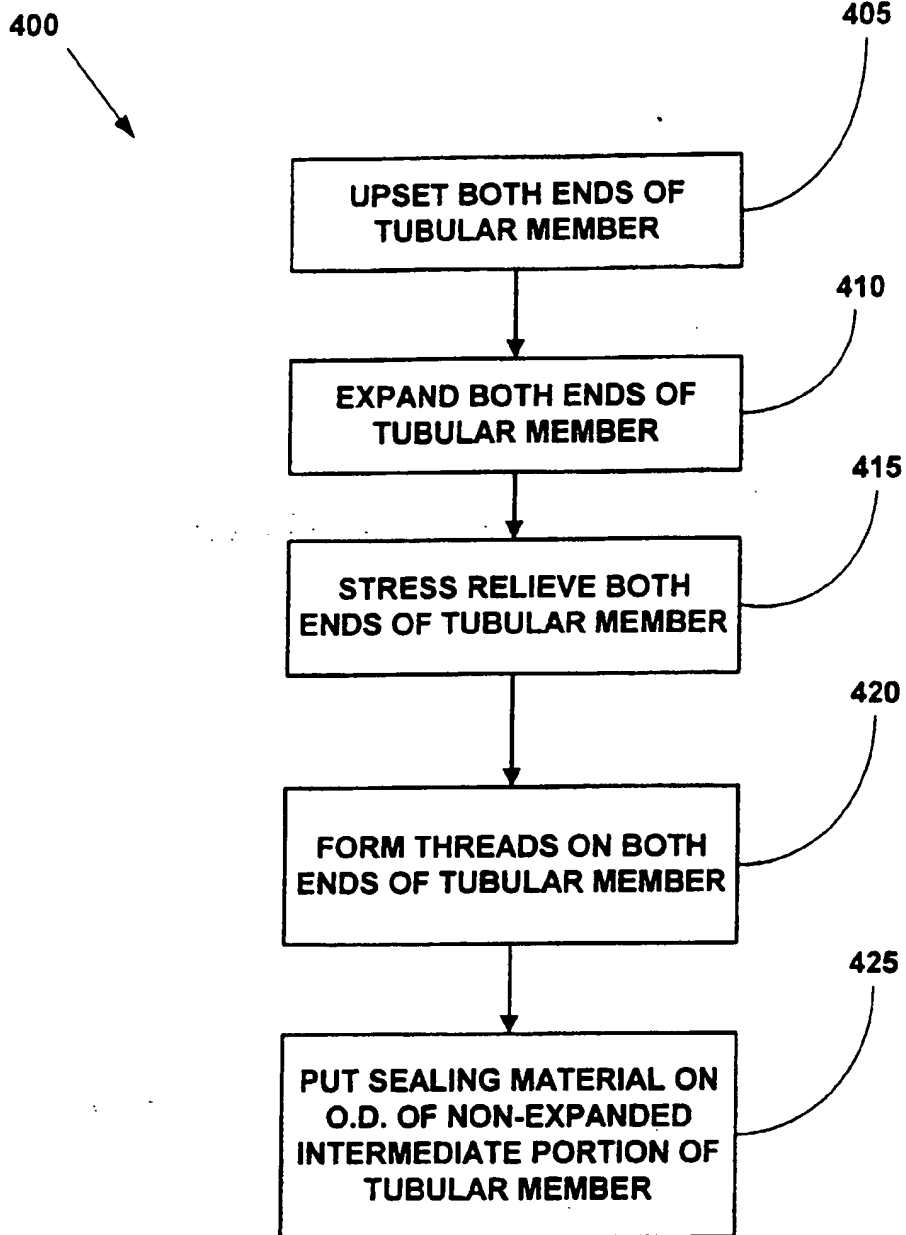 400
405
UPSET BOTH ENDS OF
TUBULAR MEMBER
410
EXPAND BOTH ENDS OF
TUBULAR MEMBER
415
STRESS RELIEVE BOTH
ENDS OF TUBULAR MEMBER
420
FORM THREADS ON BOTH
ENDS OF TUBULAR MEMBER
425
PUT SEALING MATERIAL ON
O.D. OF NON-EXPANDED
INTERMEDIATE PORTION OF
TUBULAR MEMBER